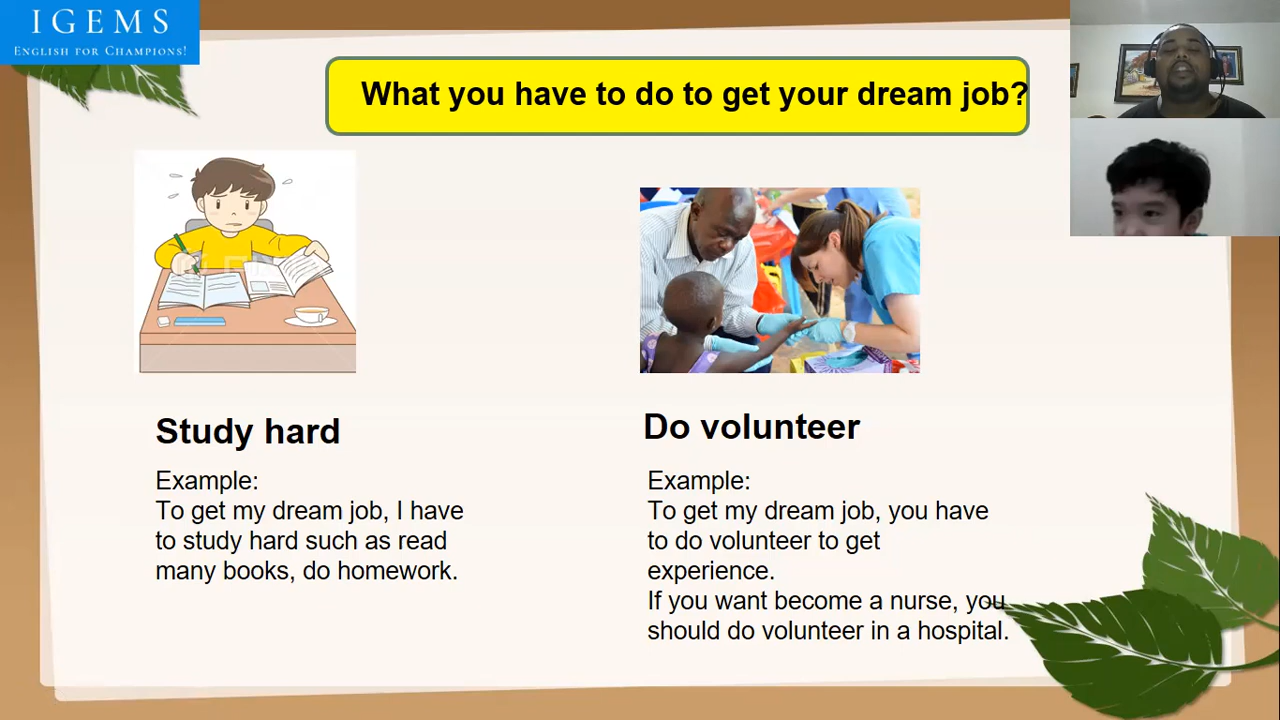 IGEMS
ENGLISH FOR CHAMPIONS!
What you have to do to get your dream job?
Study hard
Example:
To get my dream job, I have
to study hard such as read
many books, do homework.
Do volunteer
Example:
To get my dream job, you have
to do volunteer to get
experience.
If you want become a nurse, you
should do volunteer in a hospital.